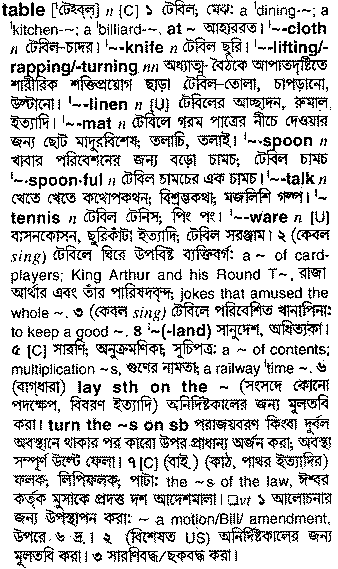 table [টেইব্‌ল্] n [C] ১ টেবিল; মেঝ: a 'dining-~; a
'kitchen-~; a 'billiard-~. at ~ আহাররত। '~-cloth
n টেবিল-চাদর। '~-knife n টেবিল ছুরি। '~-lifting/-
rapping/-turning nn অধ্যাত্ম বৈঠকে আপাতদৃষ্টিতে
শারীরিক শক্তিপ্রয়োগ ছাড়া টেবিল-তোলা, চাপড়ানো,
উল্টানো। '~-linen n [U] টেবিলের আচ্ছাদন, রুমাল,
ইত্যাদি। '~-mat n টেবিলে গরম পাত্রের নীচে দেওয়ার
জন্য ছোট মাদুরবিশেষ, তলাচি, তলাই। '~-spoon n
খাবার পরিবেশনের জন্য বড়ো চামচ; টেবিল চামচ
'~-spoon-ful n টেবিল চামচের এক চামচ। '~-talk n
খেতে খেতে কথোপকথন; বিশ্রম্ভকথা; মজলিশি গল্প। '~
tennis n টেবিল টেনিস; পিং পং। '~-ware n [U]
বাসনকোসন, ছুরিকাঁটা ইত্যাদি; টেবিল সরঞ্জাম। ২ (কেবল
sing) টেবিলে ঘিরে উপবিষ্ট ব্যক্তিবর্গ: a ~ of card-
players; King Arthur and his Round T~, রাজা
আর্থার এবং তাঁর পারিষদবৃন্দ; jokes that amused the
whole ~. ৩ (কেবল sing) টেবিলে পরিবেশিত খানাপিনা:
to keep a good ~. ৪ '~(-land) সানুদেশ, অধিত্যকা।
৫ [C] সারণি; অনুক্রমণিকা; সূচিপত্র: a ~ of contents;
multiplication ~s, গুণের নামতা; a railway 'time ~. ৬
(বাগধারা) lay sth on the ~ (সংসদে কোনো
পদক্ষেপ, বিবরণ ইত্যাদি) অনির্দিষ্টকালের জন্য মুলতবি
করা। turn the ~s on sb পরাজয়বরণ কিংবা দুর্বল
অবস্থানে থাকার পর কারো উপর প্রাধান্য অর্জন করা; অবস্থা
সম্পূর্ণ উল্টে ফেলা। ৭ [C] (বাই.) (কাঠ, পাথর ইত্যাদির)
ফলক; লিপিফলক; পাটা: the ~s of the law, ঈশ্বর
কর্তৃক মুসাকে প্রদত্ত দশ আদেশমালা। □vt ১ আলোচনার
জন্য উপস্থাপন করা: ~ a motion/Bill/ amendment,
উপরে ৬ দ্র.। ২ (বিশেষত US) অনির্দিষ্টকালের জন্য
মুলতবি করা। ৩ সারণিবদ্ধ/ছকবদ্ধ করা।